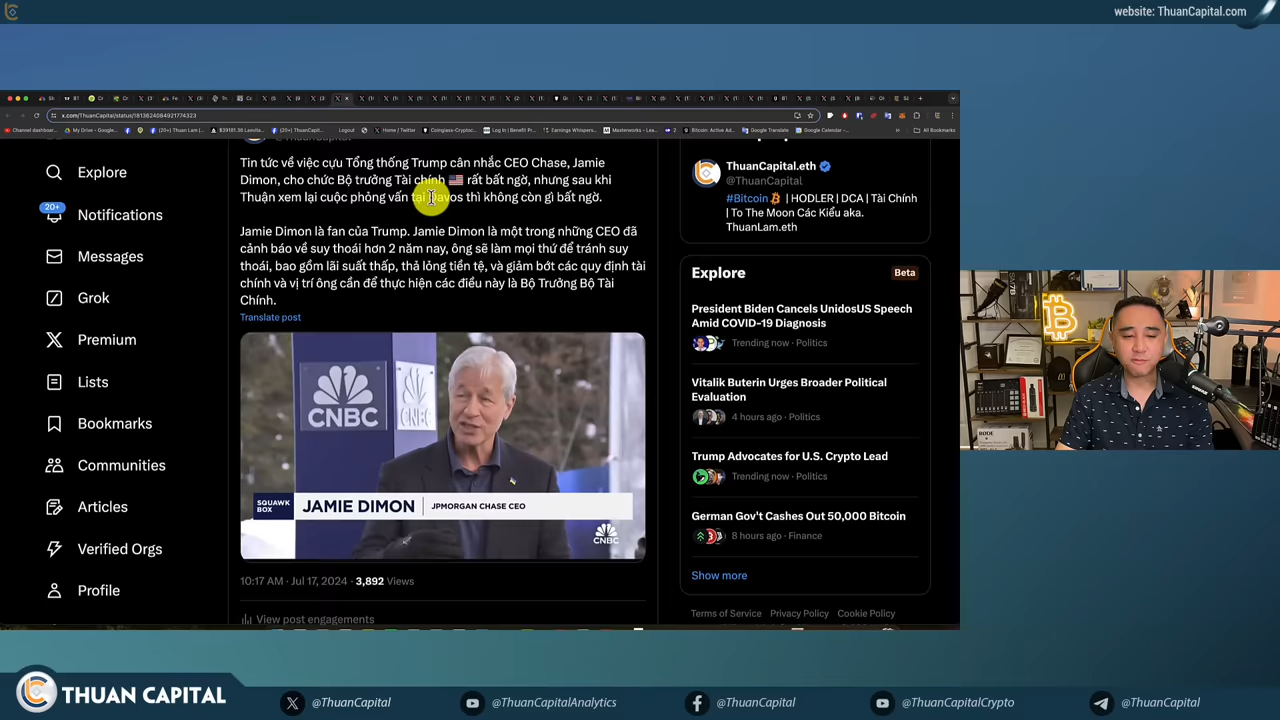 website: ThuanCapital.com
x.com/ThuanCapital/status/1813624084921774323
All Bookmarks
Explore
Notifications
20+
Messages
Grok
Premium
Lists
Bookmarks
Communities
Articles
Verified Orgs
Profile
Tin tức về việc cựu Tổng thống Trump cân nhắc CEO Chase, Jamie
Dimon, cho chức Bộ trưởng Tài chính 🇺🇸 rất bất ngờ, nhưng sau khi
Thuận xem lại cuộc phỏng vấn tại Davos thì không còn gì bất ngờ.
Jamie Dimon là fan của Trump. Jamie Dimon là một trong những CEO đã
cảnh báo về suy thoái hơn 2 năm nay, ông sẽ làm mọi thứ để tránh suy
thoái, bao gồm lãi suất thấp, thả lỏng tiền tệ, và giảm bớt các quy định tài
chính và vị trí ông cần để thực hiện các điều này là Bộ Trưởng Bộ Tài
Chính.
Translate post
CNBC
SQUAWK
BOX
JAMIE DIMON
JPMORGAN CHASE CEO
CNBC
10:17 AM · Jul 17, 2024 · 3,892 Views
View post engagements
ThuanCapital.eth
@ThuanCapital
#Bitcoin | HODLER | DCA | Tài Chính
| To The Moon Các Kiểu aka.
ThuanLam.eth
Explore
Beta
President Biden Cancels UnidosUS Speech
Amid COVID-19 Diagnosis
Trending now · Politics
Vitalik Buterin Urges Broader Political
Evaluation
4 hours ago · Politics
Trump Advocates for U.S. Crypto Lead
Trending now · Politics
German Gov't Cashes Out 50,000 Bitcoin
8 hours ago · Finance
Show more
Terms of Service Privacy Policy Cookie Policy
THUAN CAPITAL
@ThuanCapital
@ThuanCapitalAnalytics
@ThuanCapital
@ThuanCapitalCrypto
@ThuanCapital